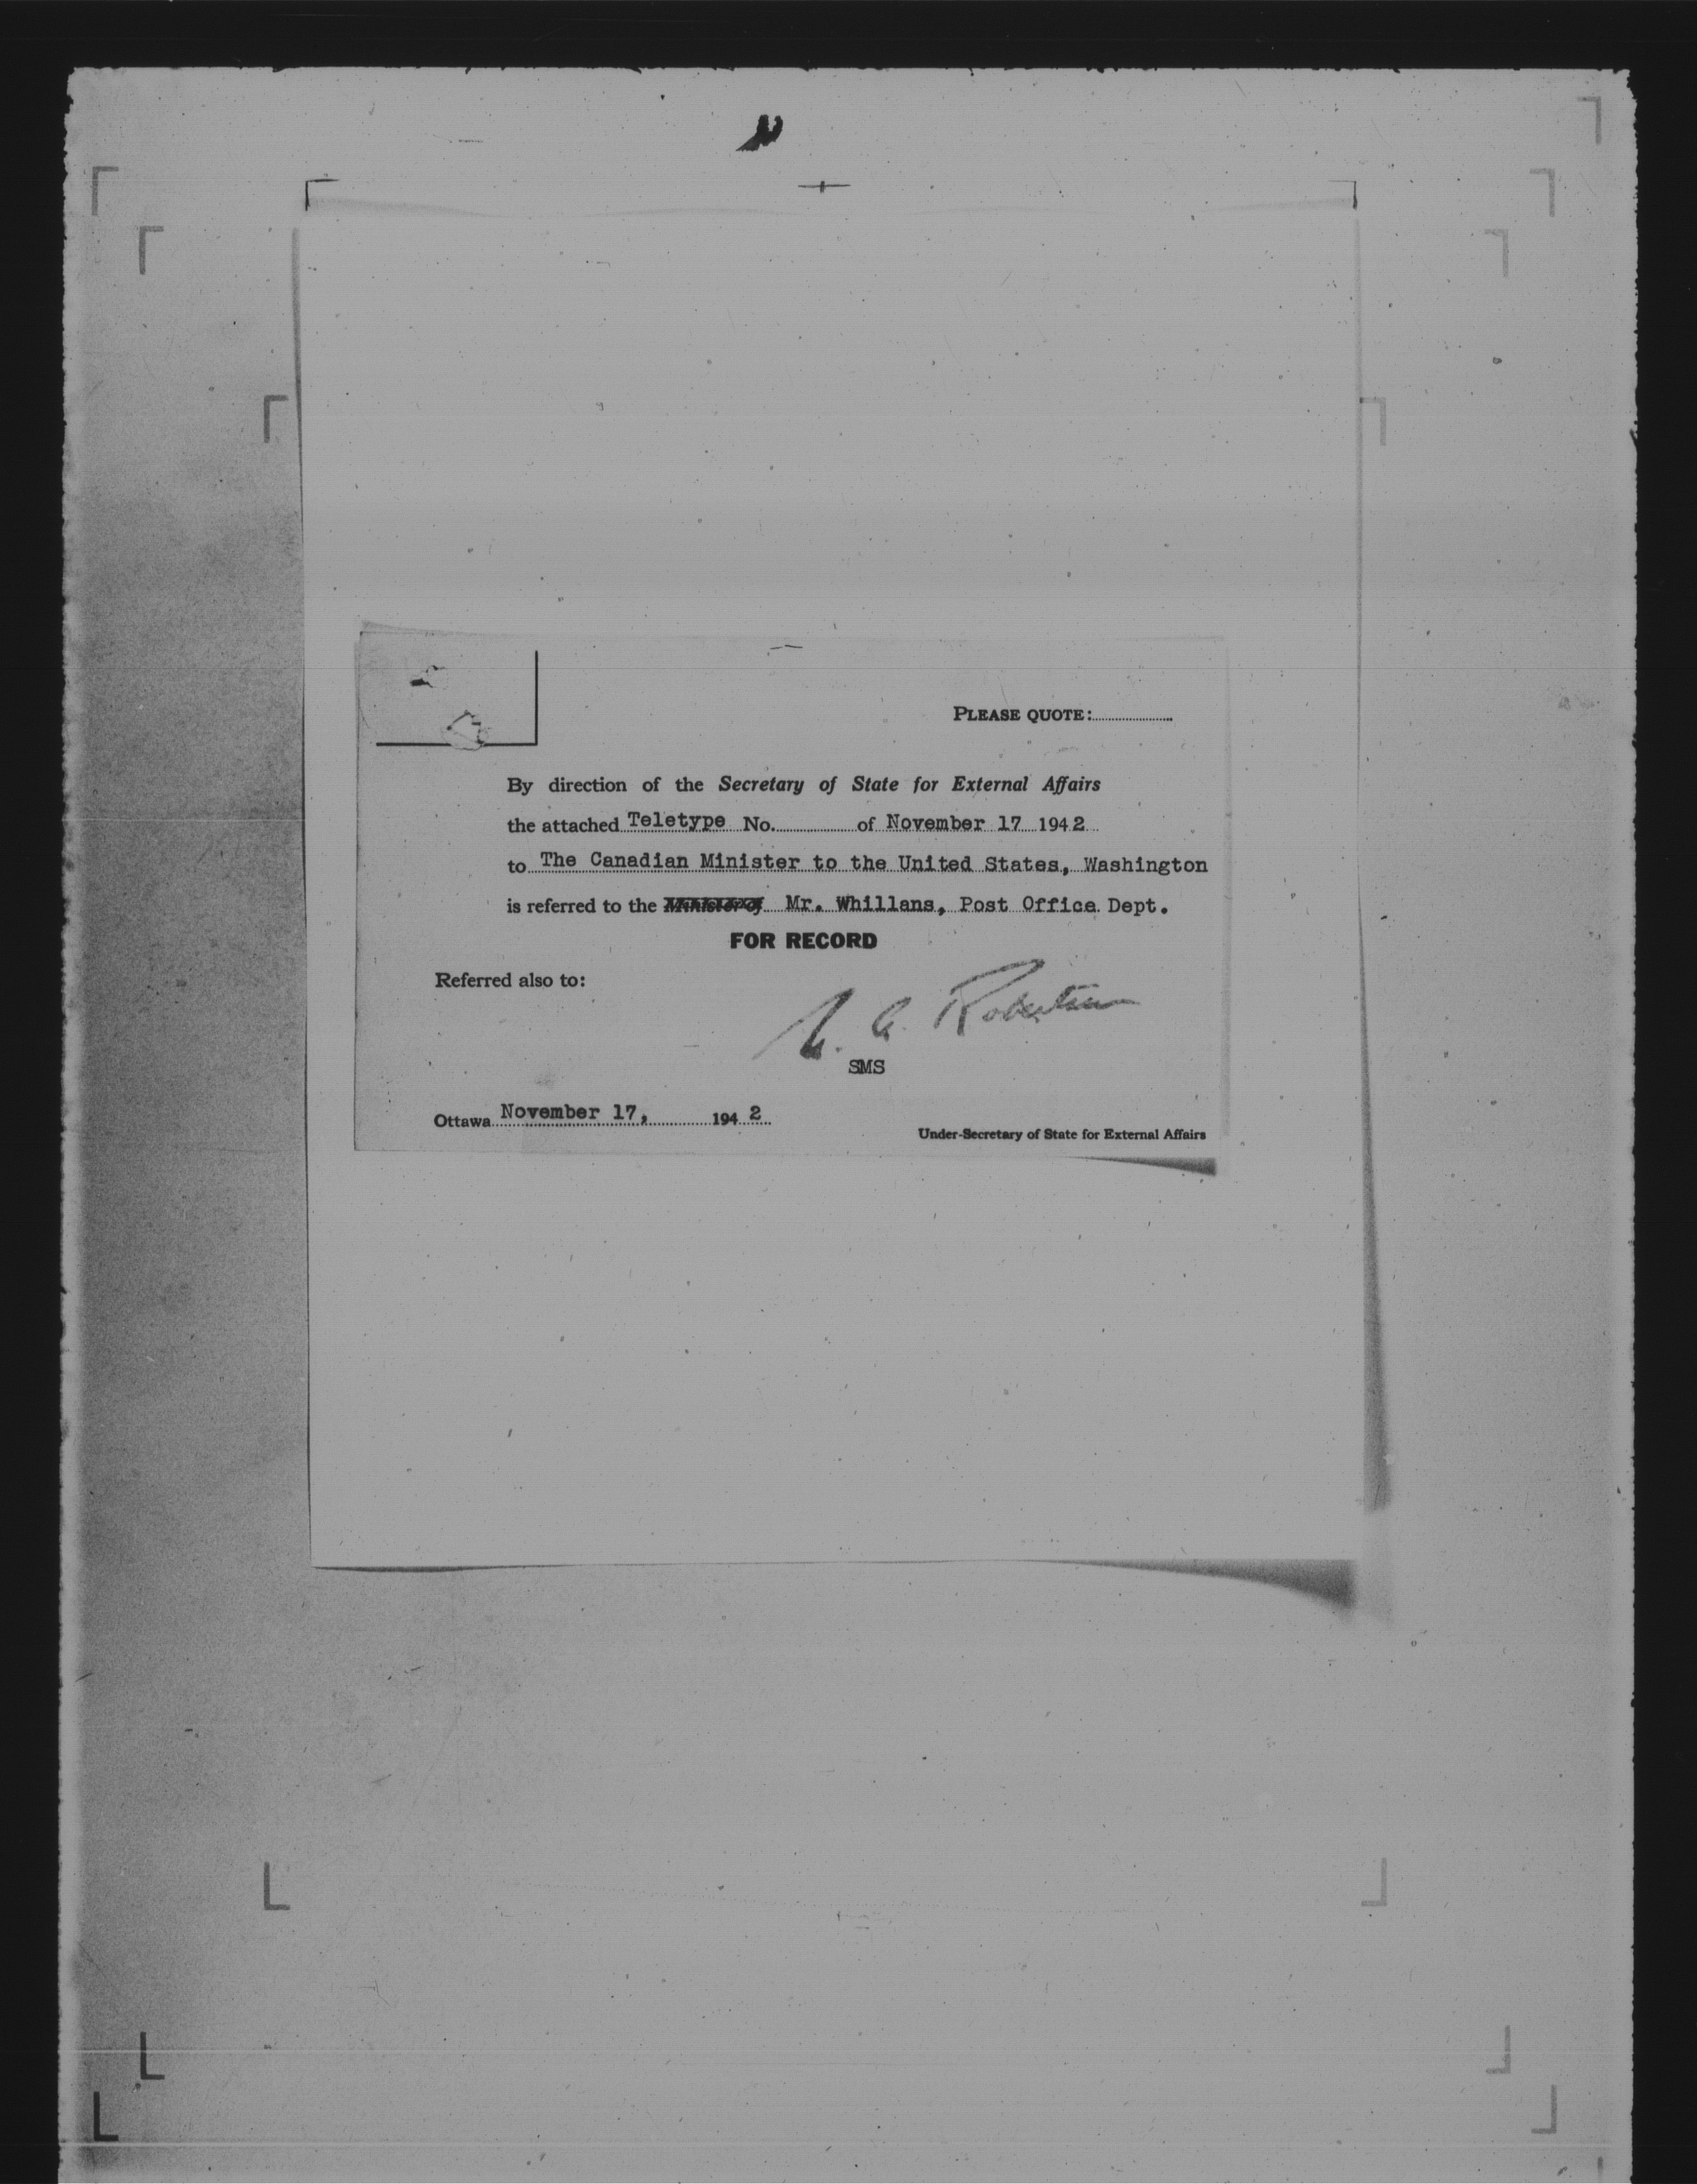 PLEASE QUOTE:
By direction of the Secretary of State for External Affairs
the attached Teletype No. of November 17 1942
to The Canadian Minister to the United States, Washington
is referred to the Minister of Mr. Whillans, Post Office Dept.
FOR RECORD
Referred also to:
N. A. Robertson
SMS
Ottawa November 17, 1942
Under-Secretary of State for External Affairs